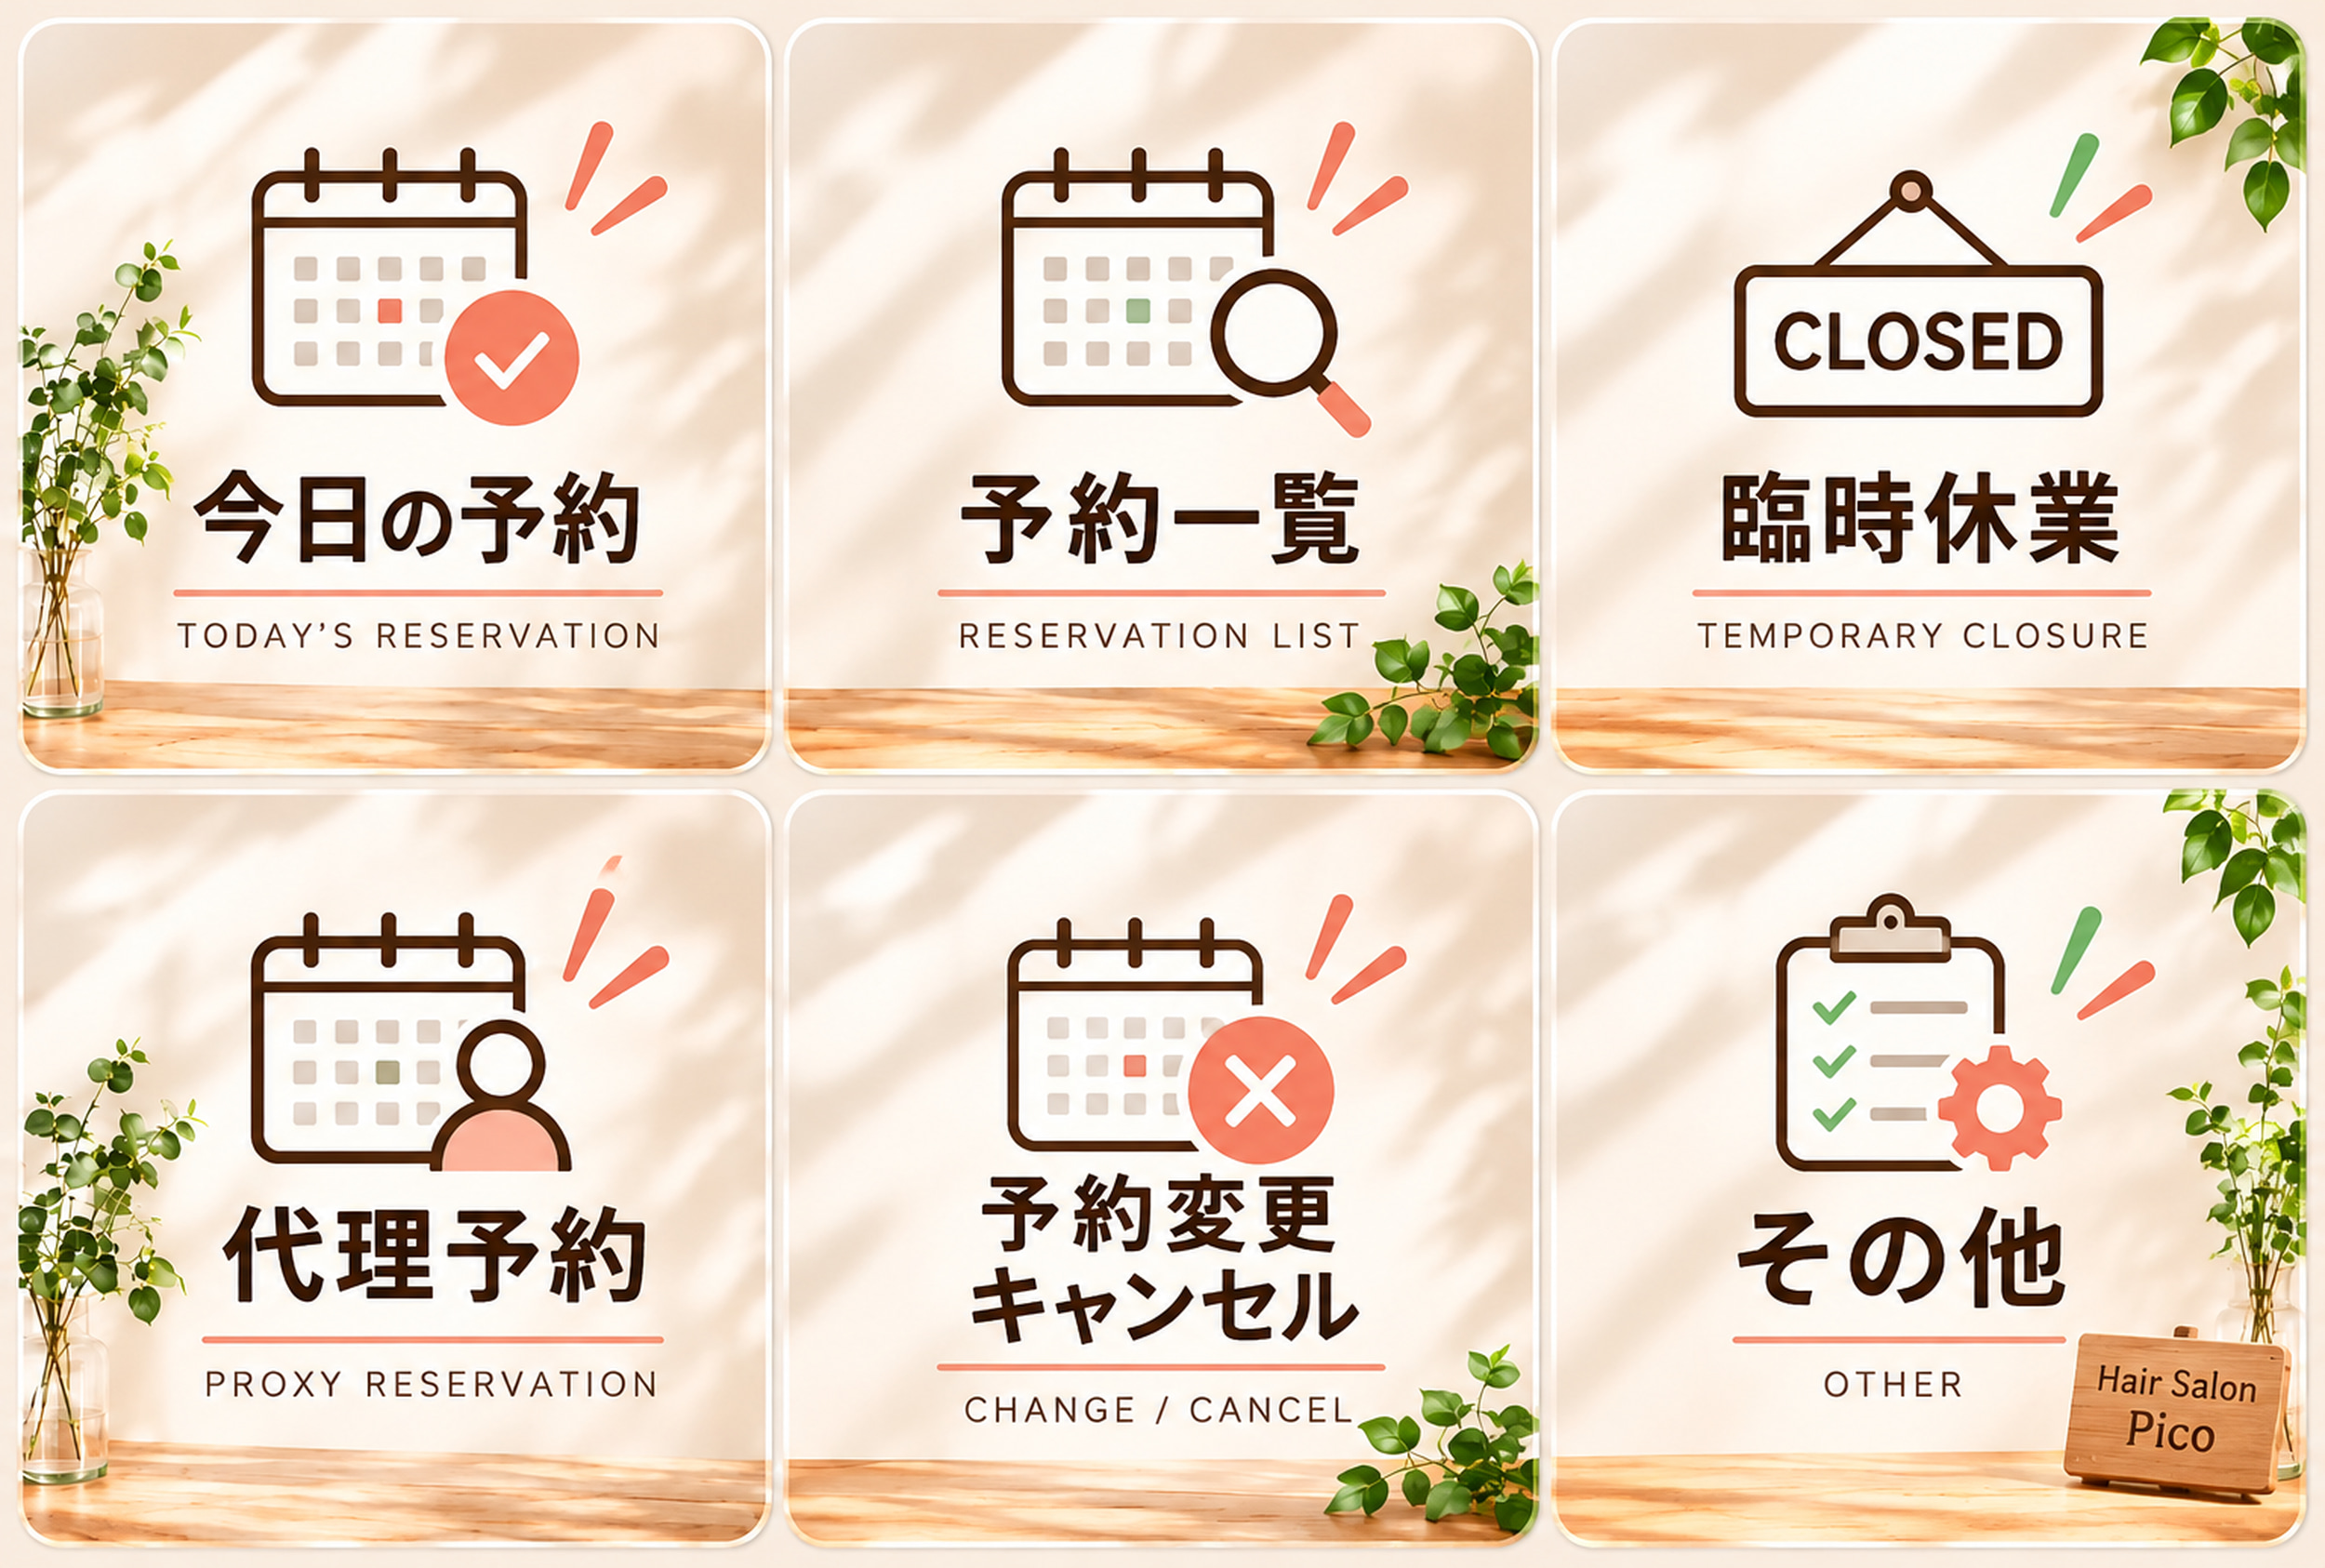 今日の予約
TODAY'S RESERVATION
予約一覧
RESERVATION LIST
CLOSED
臨時休業
TEMPORARY CLOSURE
代理予約
PROXY RESERVATION
予約変更
キャンセル
CHANGE / CANCEL
その他
OTHER
Hair Salon
Pico